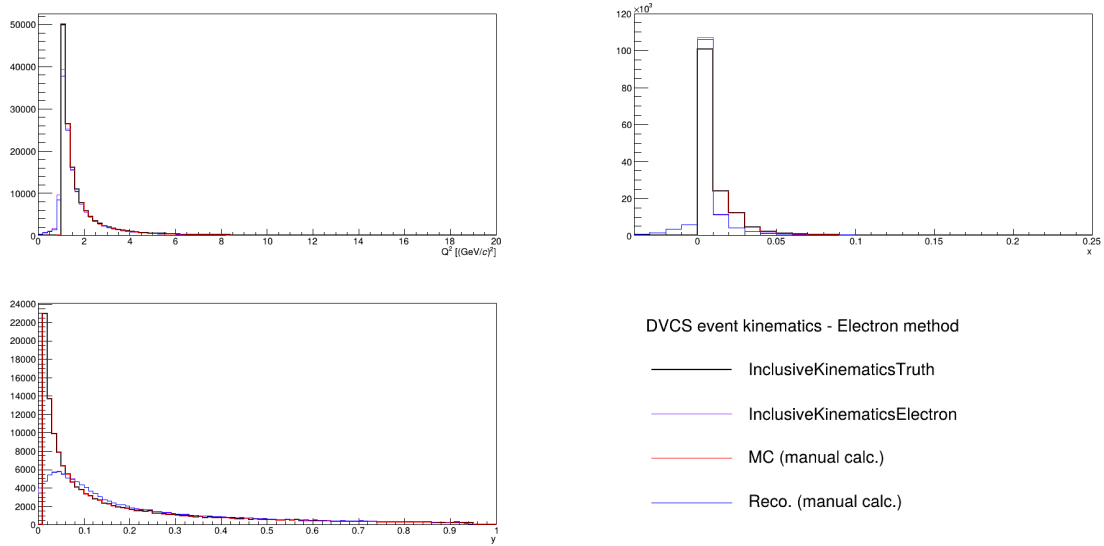 50000
40000
30000
20000
10000
0
0 2 4 6 8 10 12 14 16 18 20
Q² [(GeV/c)²]
×10³
120
100
80
60
40
20
0
0 0.05 0.1 0.15 0.2 0.25
x
24000
22000
20000
18000
16000
14000
12000
10000
8000
6000
4000
2000
0
0 0.1 0.2 0.3 0.4 0.5 0.6 0.7 0.8 0.9 1
y
DVCS event kinematics - Electron method
InclusiveKinematicsTruth
InclusiveKinematicsElectron
MC (manual calc.)
Reco. (manual calc.)